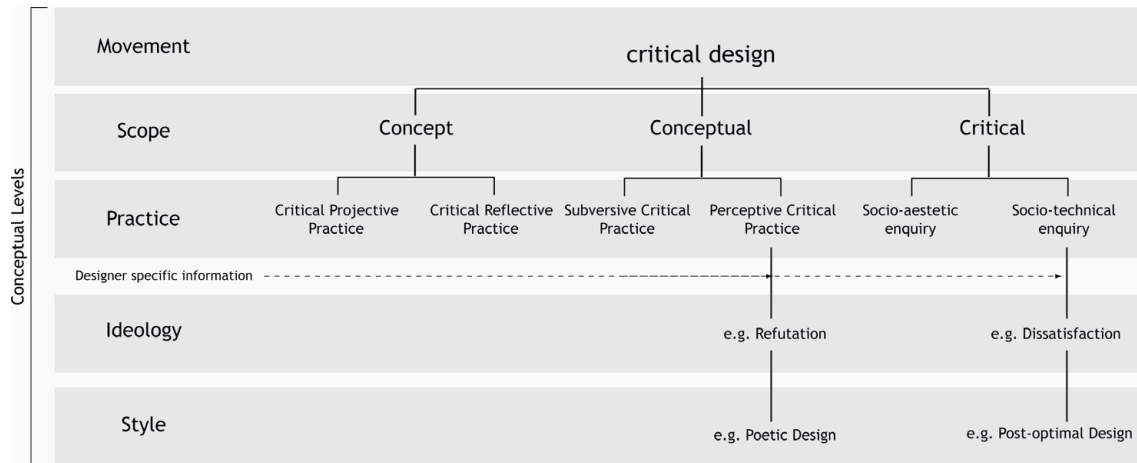 Conceptual Levels
Movement
critical design
Scope
Concept
Conceptual
Critical
Practice
Critical Projective
Practice
Critical Reflective
Practice
Subversive Critical
Practice
Perceptive Critical
Practice
Socio-aestetic
enquiry
Socio-technical
enquiry
Designer specific information
Ideology
e.g. Refutation
e.g. Dissatisfaction
Style
e.g. Poetic Design
e.g. Post-optimal Design